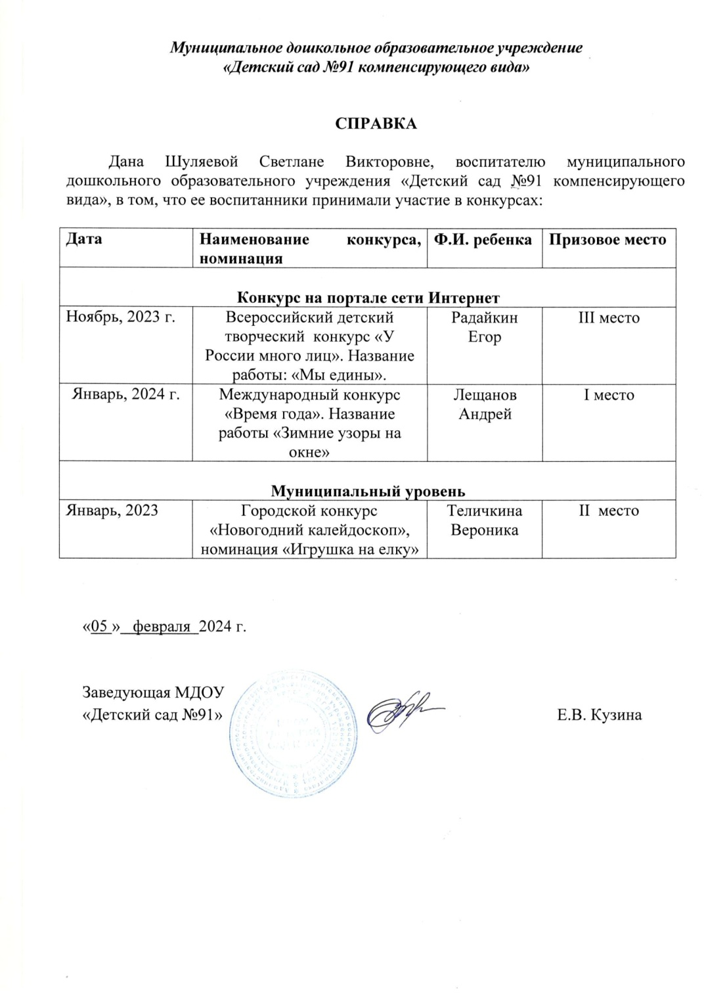 Муниципальное дошкольное образовательное учреждение
«Детский сад №91 компенсирующего вида»
СПРАВКА
Дана Шуляевой Светлане Викторовне, воспитателю муниципального
дошкольного образовательного учреждения «Детский сад №91 компенсирующего
вида», в том, что ее воспитанники принимали участие в конкурсах:
Дата
Наименование конкурса,
номинация
Ф.И. ребенка
Призовое место
Конкурс на портале сети Интернет
Ноябрь, 2023 г.
Всероссийский детский
творческий конкурс «У
России много лиц». Название
работы: «Мы едины».
Радайкин
Егор
III место
Январь, 2024 г.
Международный конкурс
«Время года». Название
работы «Зимние узоры на
окне»
Лещанов
Андрей
I место
Муниципальный уровень
Январь, 2023
Городской конкурс
«Новогодний калейдоскоп»,
номинация «Игрушка на елку»
Теличкина
Вероника
II место
«05 » февраля 2024 г.
Заведующая МДОУ
«Детский сад №91»
Е.В. Кузина